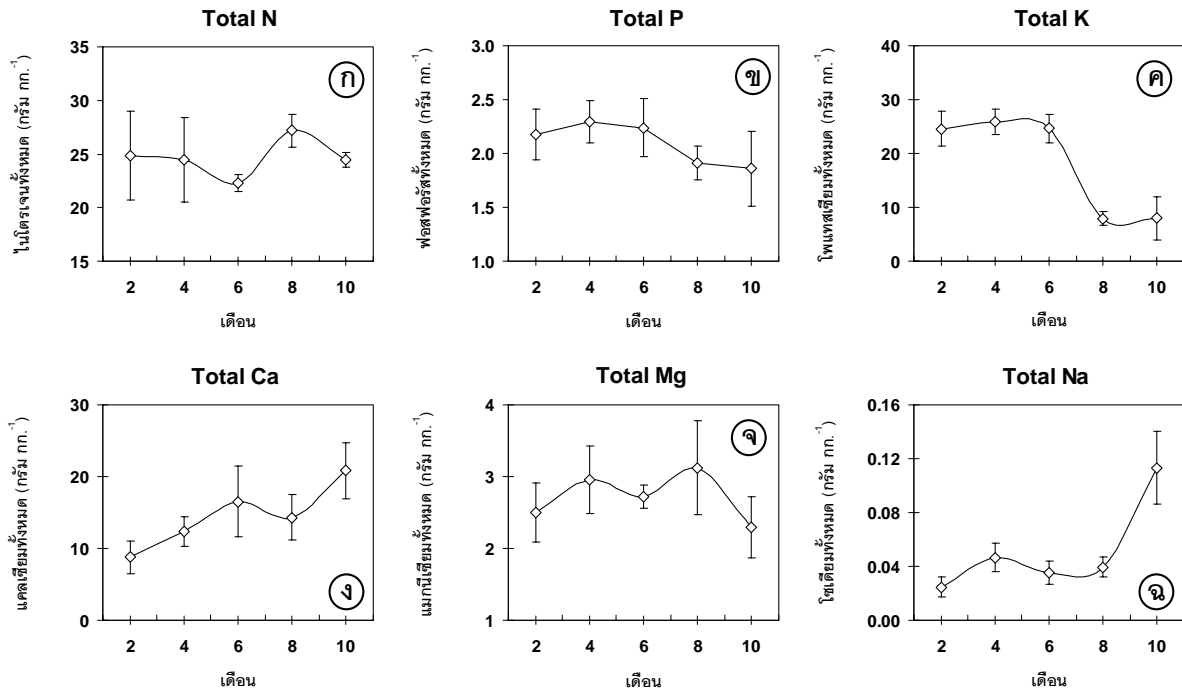 Total N
ไนโตรเจนทั้งหมด (กรัม กก.-1)
35
30
25
20
15
ก
2 4 6 8 10
เดือน
Total P
ฟอสฟอรัสทั้งหมด (กรัม กก.-1)
3.0
2.5
2.0
1.5
1.0
ข
2 4 6 8 10
เดือน
Total K
โพแทสเซียมทั้งหมด (กรัม กก.-1)
40
30
20
10
0
ค
2 4 6 8 10
เดือน
Total Ca
แคลเซียมทั้งหมด (กรัม กก.-1)
30
20
10
0
ง
2 4 6 8 10
เดือน
Total Mg
แมกนีเซียมทั้งหมด (กรัม กก.-1)
4
3
2
1
จ
2 4 6 8 10
เดือน
Total Na
โซเดียมทั้งหมด (กรัม กก.-1)
0.16
0.12
0.08
0.04
0.00
ฉ
2 4 6 8 10
เดือน